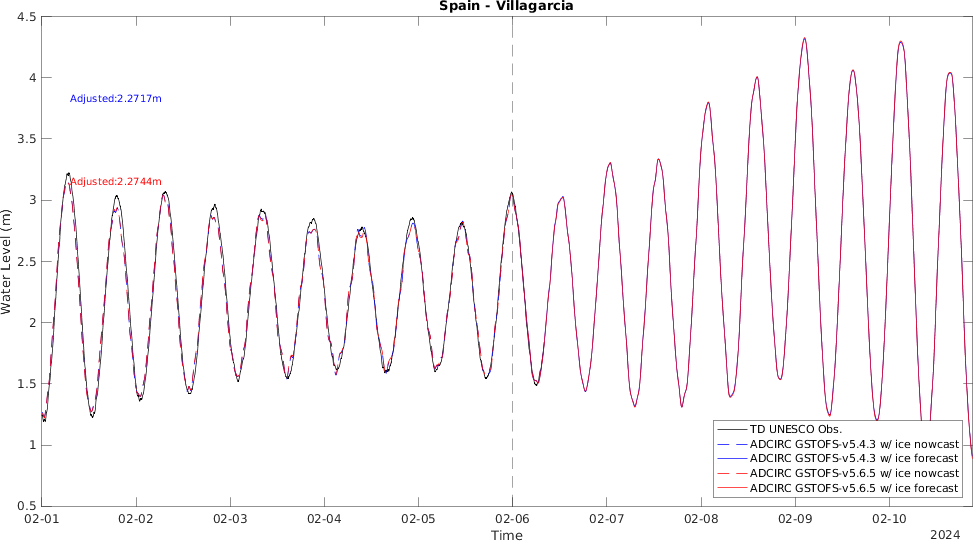 Spain - Villagarcia
4.5
4
3.5
3
2.5
2
1.5
1
0.5
Water Level (m)
Adjusted:2.2717m
Adjusted:2.2744m
TD UNESCO Obs.
ADCIRC GSTOFS-v5.4.3 w/ ice nowcast
ADCIRC GSTOFS-v5.4.3 w/ ice forecast
ADCIRC GSTOFS-v5.6.5 w/ ice nowcast
ADCIRC GSTOFS-v5.6.5 w/ ice forecast
02-01 02-02 02-03 02-04 02-05 02-06 02-07 02-08 02-09 02-10
Time
2024